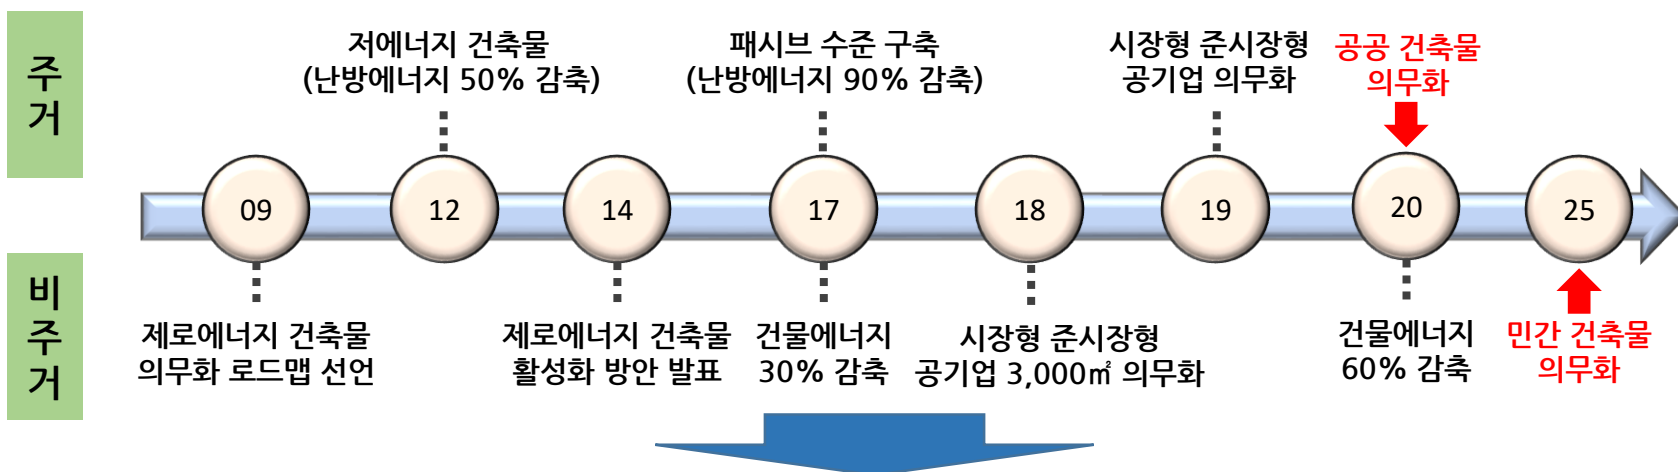 주거
저에너지 건축물
(난방에너지 50% 감축)
패시브 수준 구축
(난방에너지 90% 감축)
시장형 준시장형
공기업 의무화
공공 건축물
의무화
09
12
14
17
18
19
20
25
비주거
제로에너지 건축물
의무화 로드맵 선언
제로에너지 건축물
활성화 방안 발표
건물에너지
30% 감축
시장형 준시장형
공기업 3,000㎡ 의무화
건물에너지
60% 감축
민간 건축물
의무화